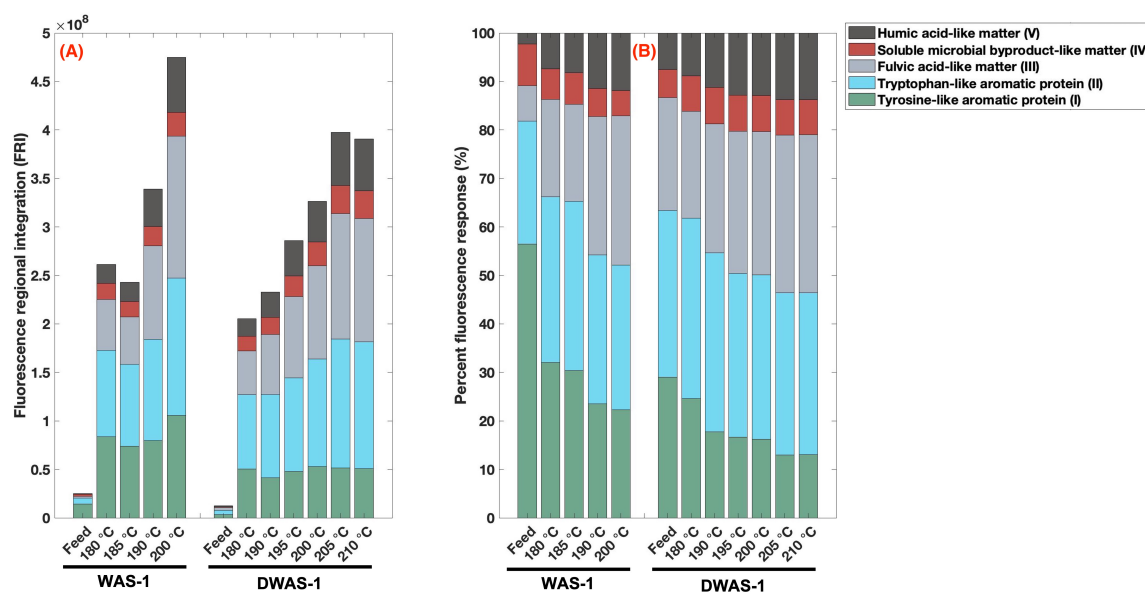 × 10^8
(A)
Fluorescence regional integration (FRI)
5
4.5
4
3.5
3
2.5
2
1.5
1
0.5
0
Feed
180 °C
185 °C
190 °C
200 °C
Feed
180 °C
190 °C
195 °C
200 °C
205 °C
210 °C
WAS-1
DWAS-1
(B)
Percent fluorescence response (%)
100
90
80
70
60
50
40
30
20
10
0
Feed
180 °C
185 °C
190 °C
200 °C
Feed
180 °C
190 °C
195 °C
200 °C
205 °C
210 °C
WAS-1
DWAS-1
Humic acid-like matter (V)
Soluble microbial byproduct-like matter (IV
Fulvic acid-like matter (III)
Tryptophan-like aromatic protein (II)
Tyrosine-like aromatic protein (I)